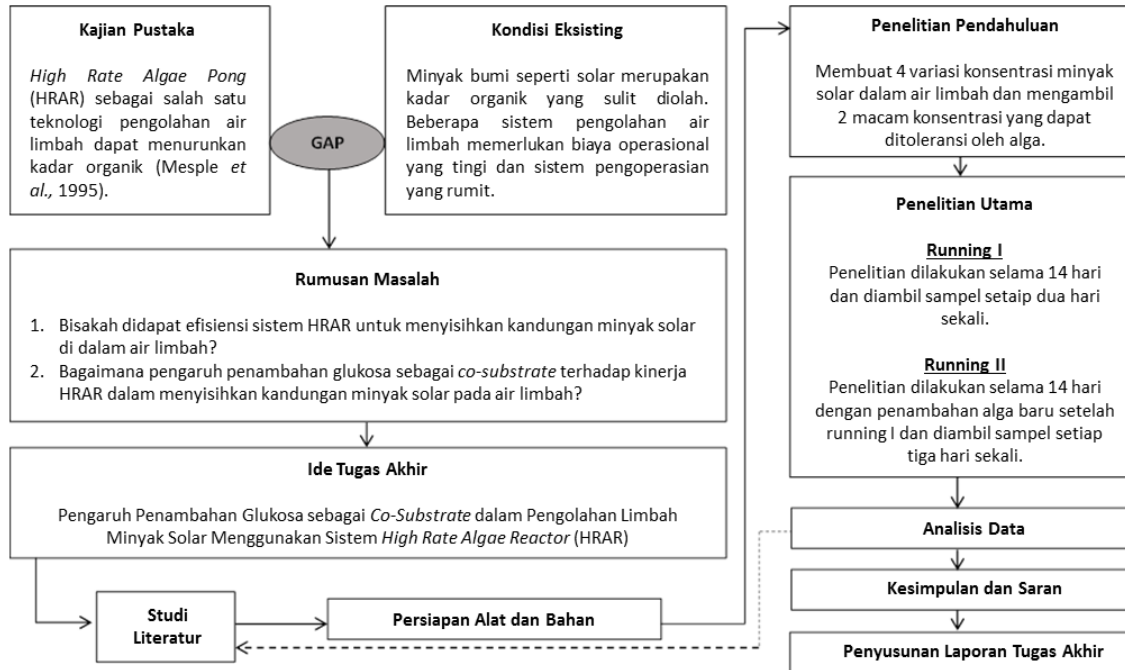 Kajian Pustaka
High Rate Algae Pong
(HRAR) sebagai salah satu
teknologi pengolahan air
limbah dapat menurunkan
kadar organik (Mesple et
al., 1995).
GAP
Kondisi Eksisting
Minyak bumi seperti solar merupakan
kadar organik yang sulit diolah.
Beberapa sistem pengolahan air
limbah memerlukan biaya operasional
yang tingi dan sistem pengoperasian
yang rumit.
Rumusan Masalah
1. Bisakah didapat efisiensi sistem HRAR untuk menyisihkan kandungan minyak solar
di dalam air limbah?
2. Bagaimana pengaruh penambahan glukosa sebagai co-substrate terhadap kinerja
HRAR dalam menyisihkan kandungan minyak solar pada air limbah?
Ide Tugas Akhir
Pengaruh Penambahan Glukosa sebagai Co-Substrate dalam Pengolahan Limbah
Minyak Solar Menggunakan Sistem High Rate Algae Reactor (HRAR)
Studi
Literatur
Persiapan Alat dan Bahan
Penelitian Pendahuluan
Membuat 4 variasi konsentrasi minyak
solar dalam air limbah dan mengambil
2 macam konsentrasi yang dapat
ditoleransi oleh alga.
Penelitian Utama
Running I
Penelitian dilakukan selama 14 hari
dan diambil sampel setaip dua hari
sekali.
Running II
Penelitian dilakukan selama 14 hari
dengan penambahan alga baru setelah
running I dan diambil sampel setiap
tiga hari sekali.
Analisis Data
Kesimpulan dan Saran
Penyusunan Laporan Tugas Akhir